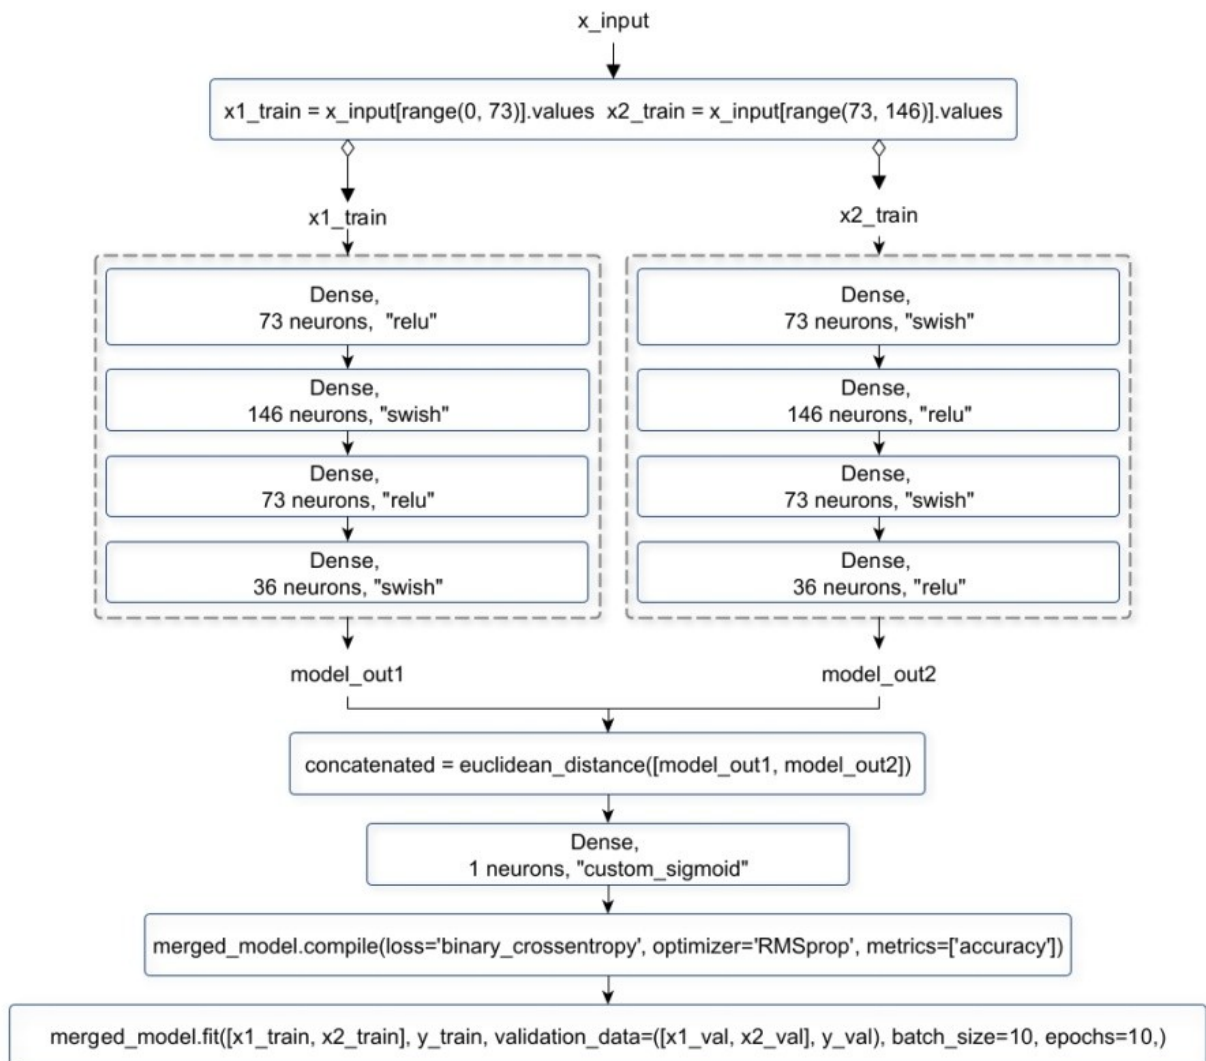 x_input
x1_train = x_input[range(0, 73)].values  x2_train = x_input[range(73, 146)].values
x1_train
Dense,
73 neurons,  "relu"
Dense,
146 neurons, "swish"
Dense,
73 neurons, "relu"
Dense,
36 neurons, "swish"
model_out1
x2_train
Dense,
73 neurons, "swish"
Dense,
146 neurons, "relu"
Dense,
73 neurons, "swish"
Dense,
36 neurons, "relu"
model_out2
concatenated = euclidean_distance([model_out1, model_out2])
Dense,
1 neurons, "custom_sigmoid"
merged_model.compile(loss='binary_crossentropy', optimizer='RMSprop', metrics=['accuracy'])
merged_model.fit([x1_train, x2_train], y_train, validation_data=([x1_val, x2_val], y_val), batch_size=10, epochs=10,)